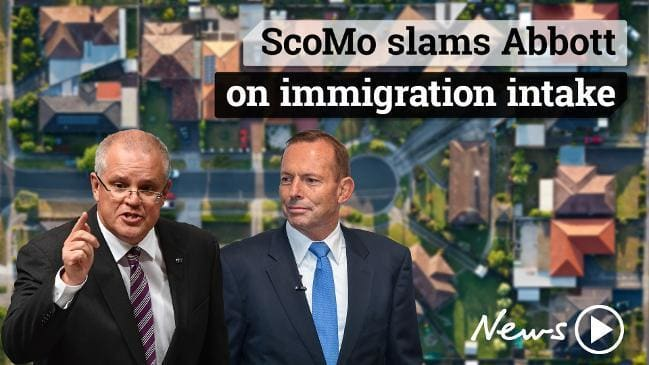 ScoMo slams Abbott
on immigration intake
News